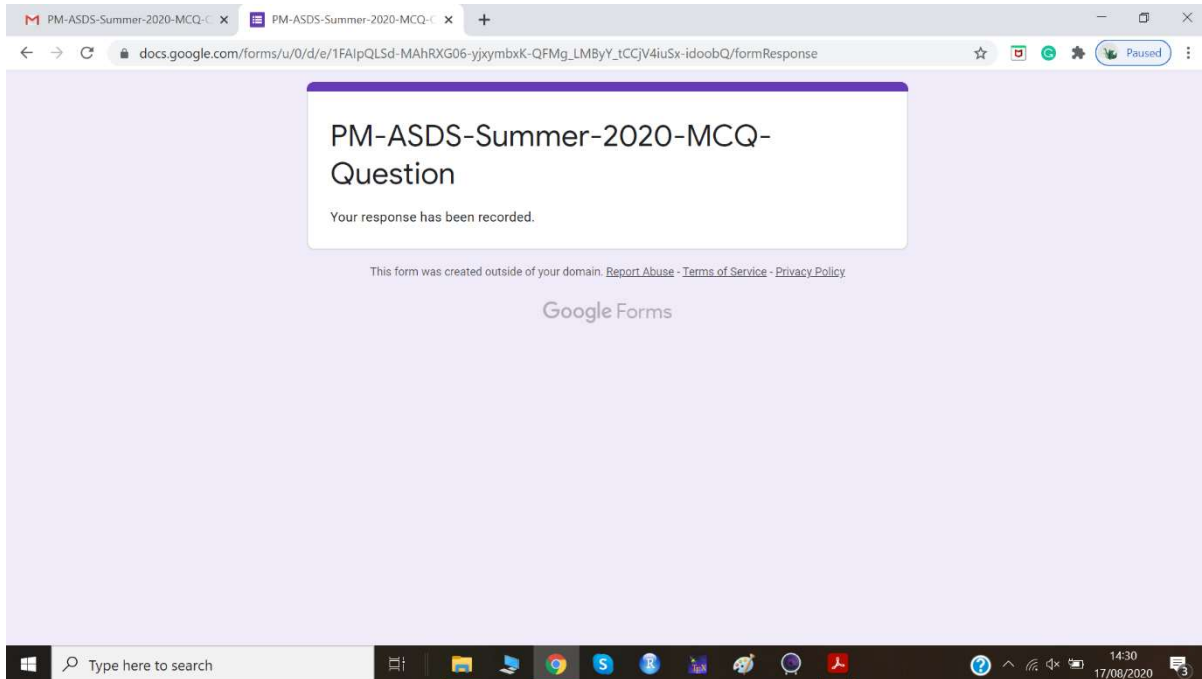 PM-ASDS-Summer-2020-MCQ-C
PM-ASDS-Summer-2020-MCQ-C
docs.google.com/forms/u/0/d/e/1FAIpQLSd-MAhRXG06-yjxymbxK-QFMg_LMByY_tCCjV4iuSx-idoobQ/formResponse
Paused
PM-ASDS-Summer-2020-MCQ-
Question
Your response has been recorded.
This form was created outside of your domain. Report Abuse - Terms of Service - Privacy Policy
Google Forms
Type here to search
14:30
17/08/2020
3